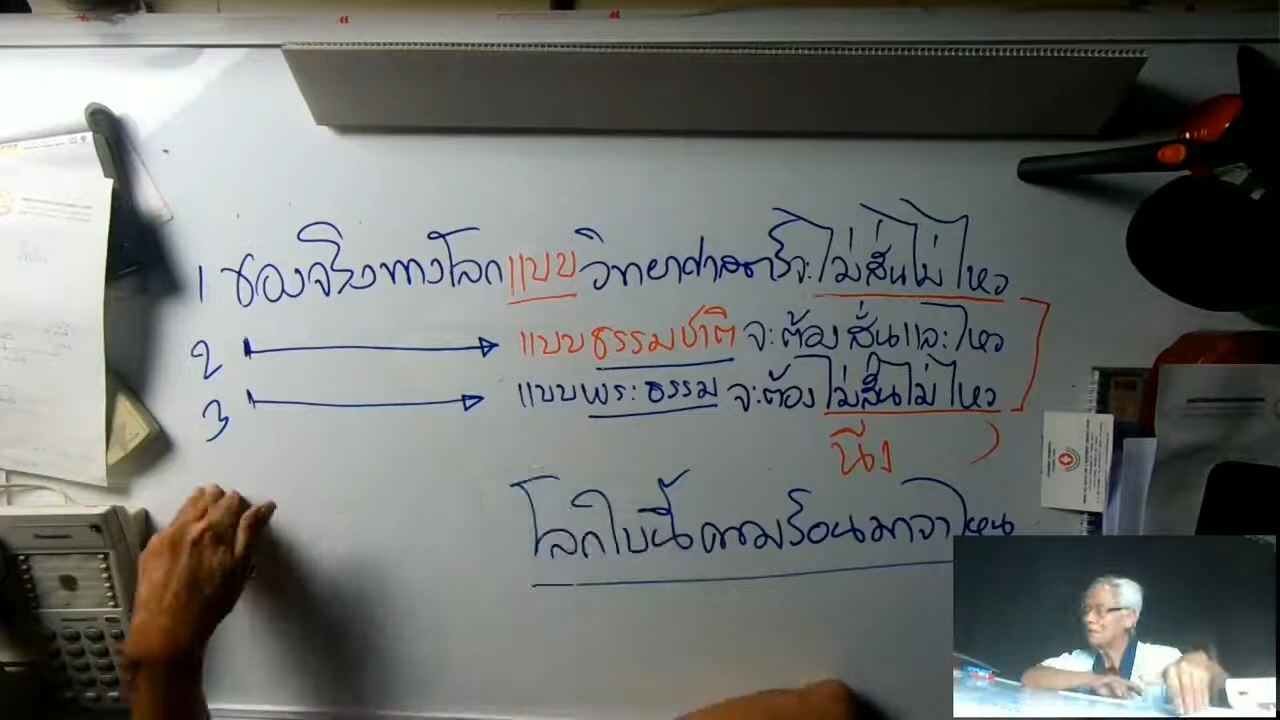 1 ของจริงทางโลกแบบวิทยาศาสตร์จะไม่สั่นไม่ไหว
2 แบบธรรมชาติ จะต้องสั่นและไหว
3 แบบพระธรรม จะต้องไม่สั่นไม่ไหว
นิ่ง
โลกใบนี้ความร้อนมาจากไหน